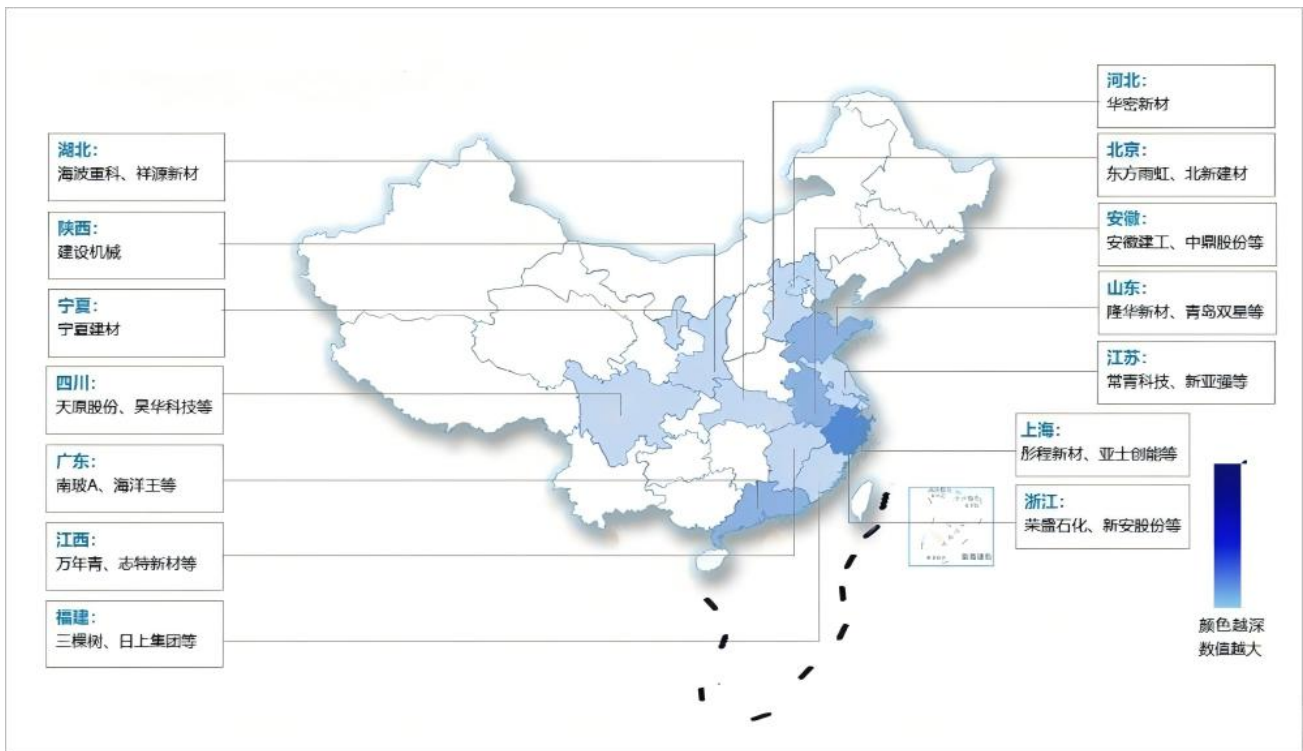 湖北：
海波重科、祥源新材
陕西：
建设机械
宁夏：
宁夏建材
四川：
天原股份、昊华科技等
广东：
南玻A、海洋王等
江西：
万年青、志特新材等
福建：
三棵树、日上集团等
河北：
华密新材
北京：
东方雨虹、北新建材
安徽：
安徽建工、中鼎股份等
山东：
隆华新材、青岛双星等
江苏：
常青科技、新亚强等
上海：
彤程新材、亚士创能等
浙江：
荣盛石化、新安股份等
颜色越深
数值越大